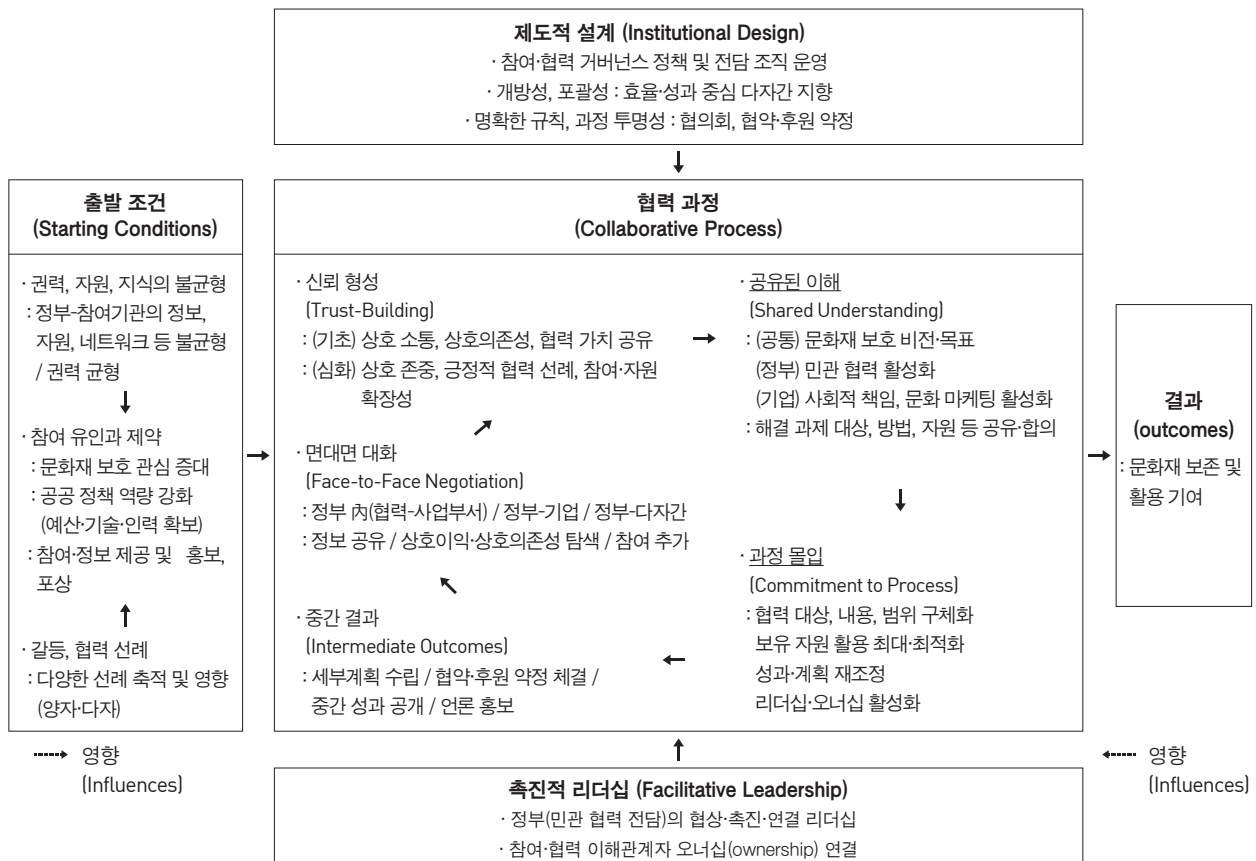 제도적 설계 (Institutional Design)
· 참여·협력 거버넌스 정책 및 전담 조직 운영
· 개방성, 포괄성 : 효율·성과 중심 다자간 지향
· 명확한 규칙, 과정 투명성 : 협의회, 협약·후원 약정
출발 조건
(Starting Conditions)
· 권력, 자원, 지식의 불균형
: 정부-참여기관의 정보,
자원, 네트워크 등 불균형
/ 권력 균형
· 참여 유인과 제약
: 문화재 보호 관심 증대
: 공공 정책 역량 강화
(예산·기술·인력 확보)
: 참여·정보 제공 및 홍보,
포상
· 갈등, 협력 선례
: 다양한 선례 축적 및 영향
(양자·다자)
협력 과정
(Collaborative Process)
· 신뢰 형성
(Trust-Building)
: (기초) 상호 소통, 상호의존성, 협력 가치 공유
: (심화) 상호 존중, 긍정적 협력 선례, 참여·자원
확장성
· 면대면 대화
(Face-to-Face Negotiation)
: 정부 內(협력-사업부서) / 정부-기업 / 정부-다자간
: 정보 공유 / 상호이익·상호의존성 탐색 / 참여 추가
· 중간 결과
(Intermediate Outcomes)
: 세부계획 수립 / 협약·후원 약정 체결 /
중간 성과 공개 / 언론 홍보
· 공유된 이해
(Shared Understanding)
: (공통) 문화재 보호 비전·목표
(정부) 민관 협력 활성화
(기업) 사회적 책임, 문화 마케팅 활성화
: 해결 과제 대상, 방법, 자원 등 공유·합의
· 과정 몰입
(Commitment to Process)
: 협력 대상, 내용, 범위 구체화
보유 자원 활용 최대·최적화
성과·계획 재조정
리더십·오너십 활성화
결과
(outcomes)
: 문화재 보존 및
활용 기여
영향
(Influences)
영향
(Influences)
촉진적 리더십 (Facilitative Leadership)
· 정부(민관 협력 전담)의 협상·촉진·연결 리더십
· 참여·협력 이해관계자 오너십(ownership) 연결